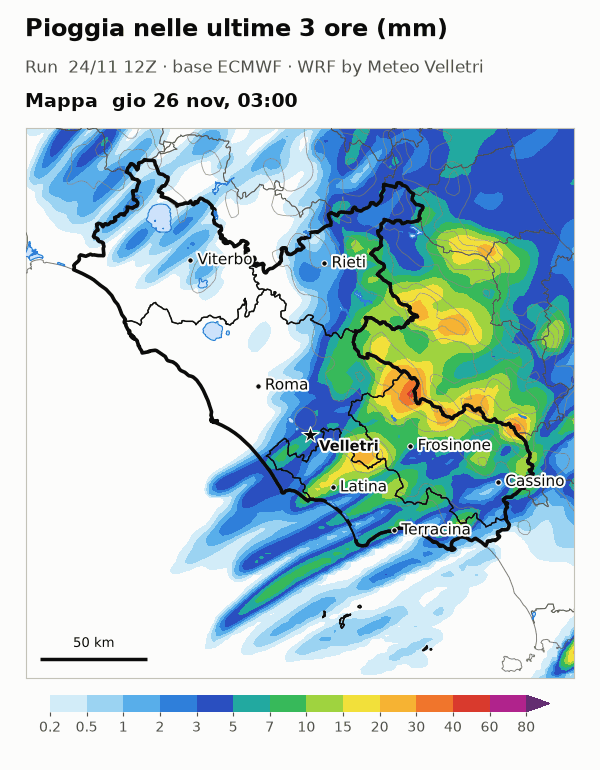 Pioggia nelle ultime 3 ore (mm)
Run  24/11 12Z · base ECMWF · WRF by Meteo Velletri
Mappa  gio 26 nov, 03:00
Viterbo
Rieti
Roma
Velletri
Frosinone
Latina
Cassino
Terracina
50 km
0.2 0.5 1 2 3 5 7 10 15 20 30 40 60 80